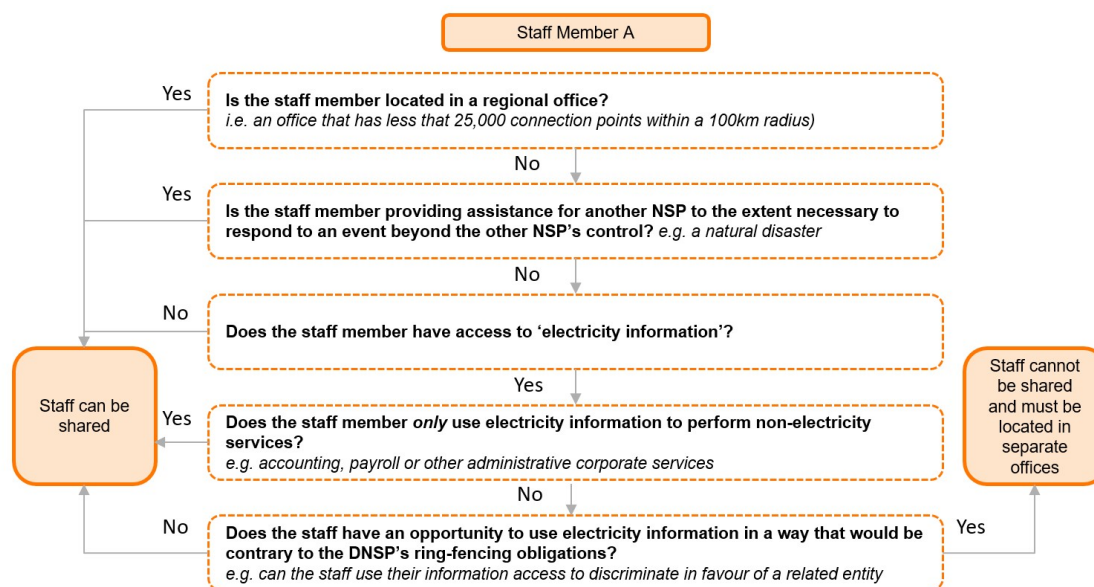 Staff Member A
Yes
Is the staff member located in a regional office?
i.e. an office that has less that 25,000 connection points within a 100km radius)
No
Yes
Is the staff member providing assistance for another NSP to the extent necessary to
respond to an event beyond the other NSP's control? e.g. a natural disaster
No
No
Does the staff member have access to ‘electricity information’?
Yes
Staff can be
shared
Staff cannot
be shared
and must be
located in
separate
offices
Yes
Does the staff member only use electricity information to perform non-electricity
services?
e.g. accounting, payroll or other administrative corporate services
No
No
Does the staff have an opportunity to use electricity information in a way that would be
contrary to the DNSP's ring-fencing obligations?
e.g. can the staff use their information access to discriminate in favour of a related entity
Yes